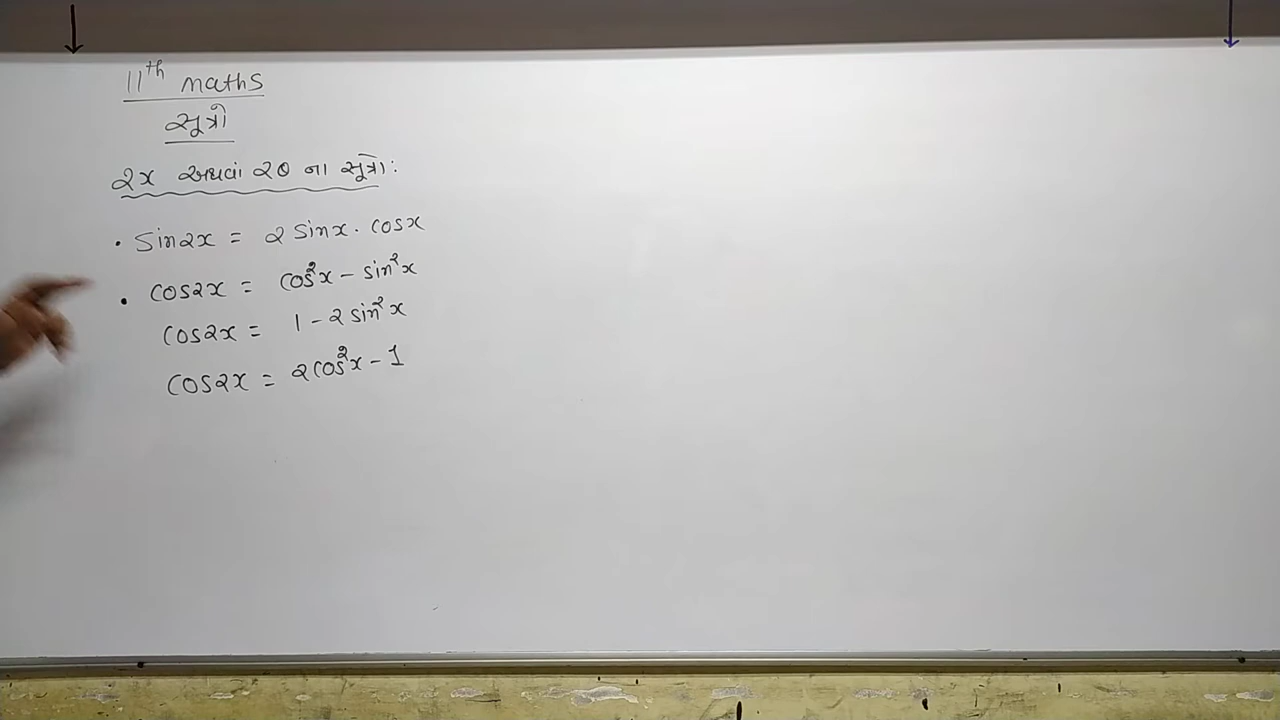 11th maths
સૂત્રો
2x અથવા 2θ ના સૂત્રો:
• sin2x = 2 sinx. cosx
• cos2x = cos²x - sin²x
cos2x = 1 - 2 sin²x
cos2x = 2cos²x - 1